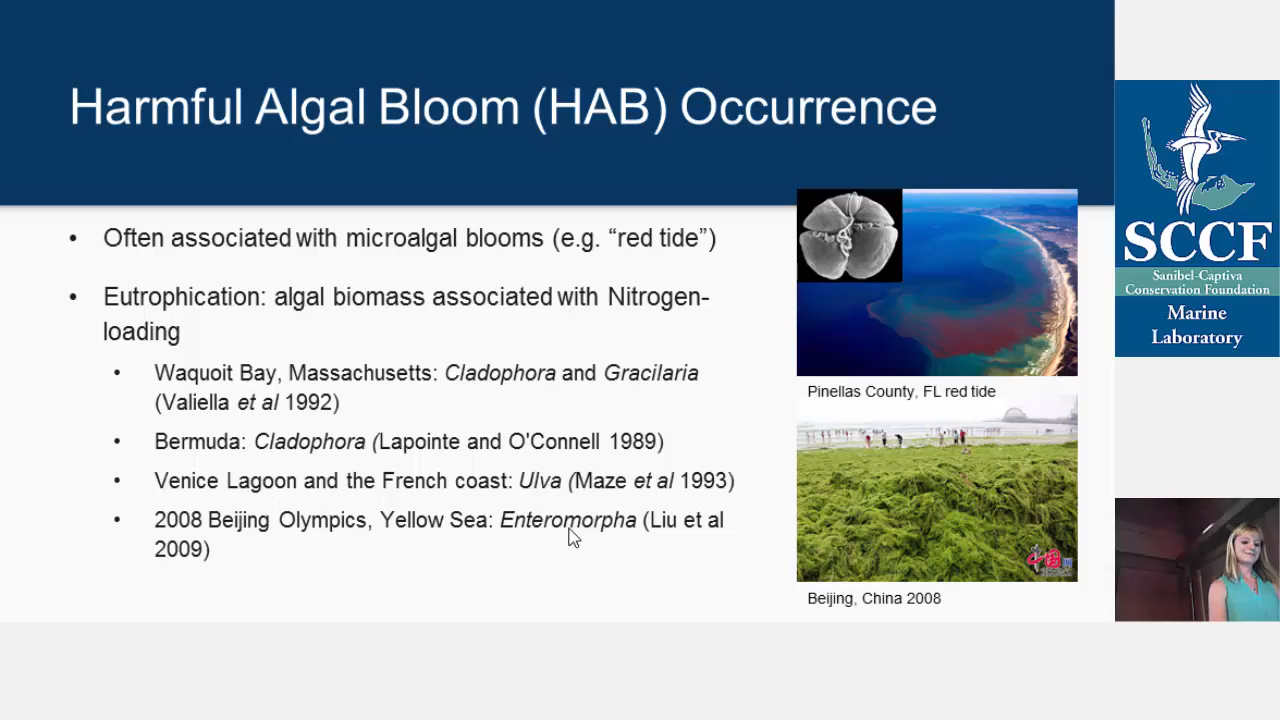 Harmful Algal Bloom (HAB) Occurrence
• Often associated with microalgal blooms (e.g. “red tide”)
• Eutrophication: algal biomass associated with Nitrogen-
loading
• Waquoit Bay, Massachusetts: Cladophora and Gracilaria
(Valiella et al 1992)
• Bermuda: Cladophora (Lapointe and O'Connell 1989)
• Venice Lagoon and the French coast: Ulva (Maze et al 1993)
• 2008 Beijing Olympics, Yellow Sea: Enteromorpha (Liu et al
2009)
Pinellas County, FL red tide
中国网
Beijing, China 2008
SCCF
Sanibel-Captiva
Conservation Foundation
Marine
Laboratory